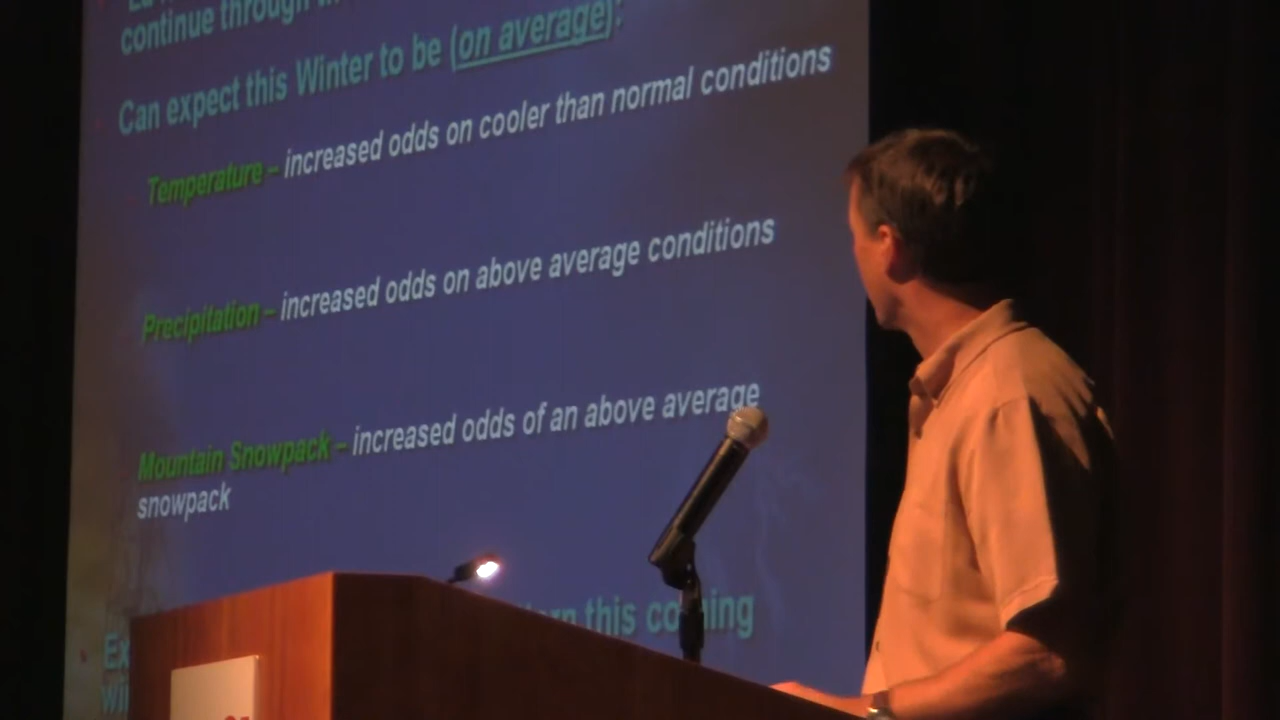 continue through
Can expect this Winter to be (on average):
Temperature – increased odds on cooler than normal conditions
Precipitation – increased odds on above average conditions
Mountain Snowpack – increased odds of an above average
snowpack
this coming